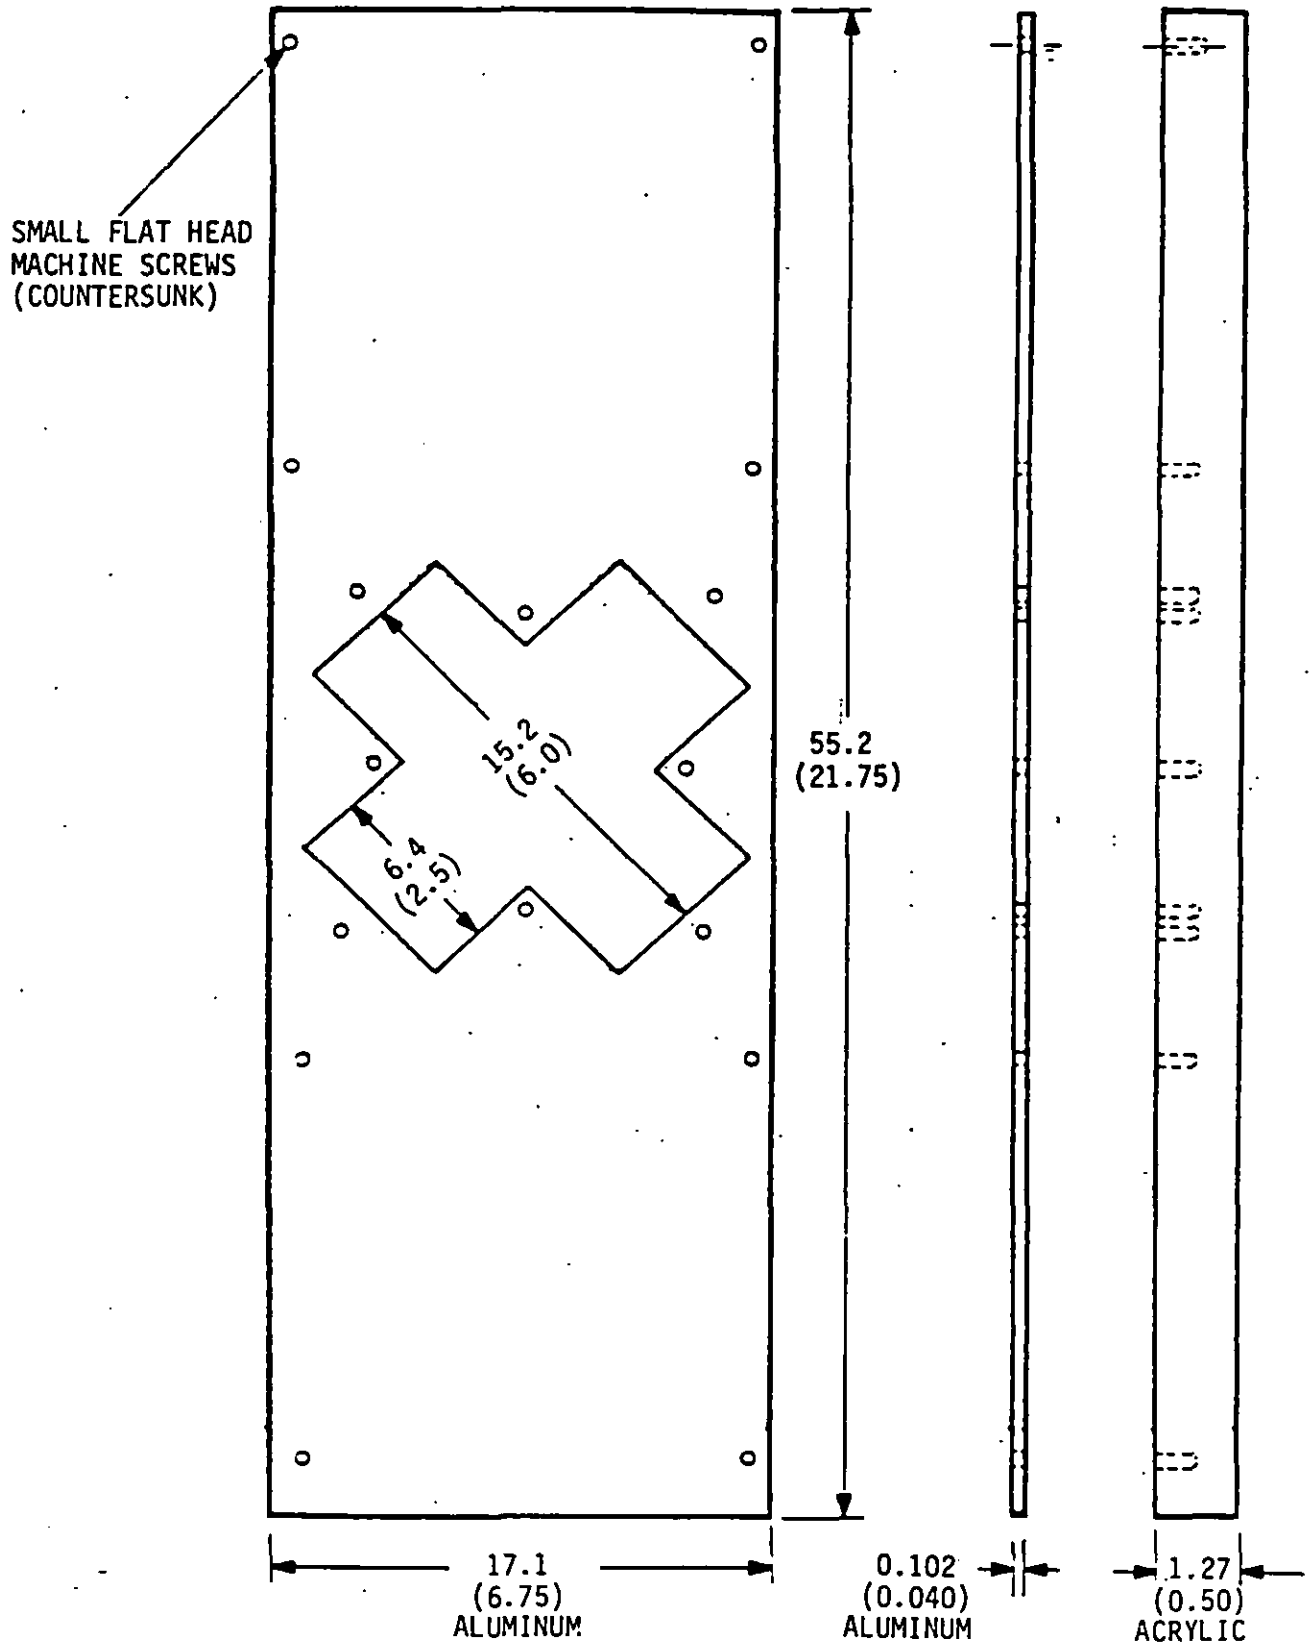 SMALL FLAT HEAD
MACHINE SCREWS
(COUNTERSUNK)
15.2
(6.0)
55.2
(21.75)
6.4
(2.5)
17.1
(6.75)
ALUMINUM
0.102
(0.040)
ALUMINUM
1.27
(0.50)
ACRYLIC